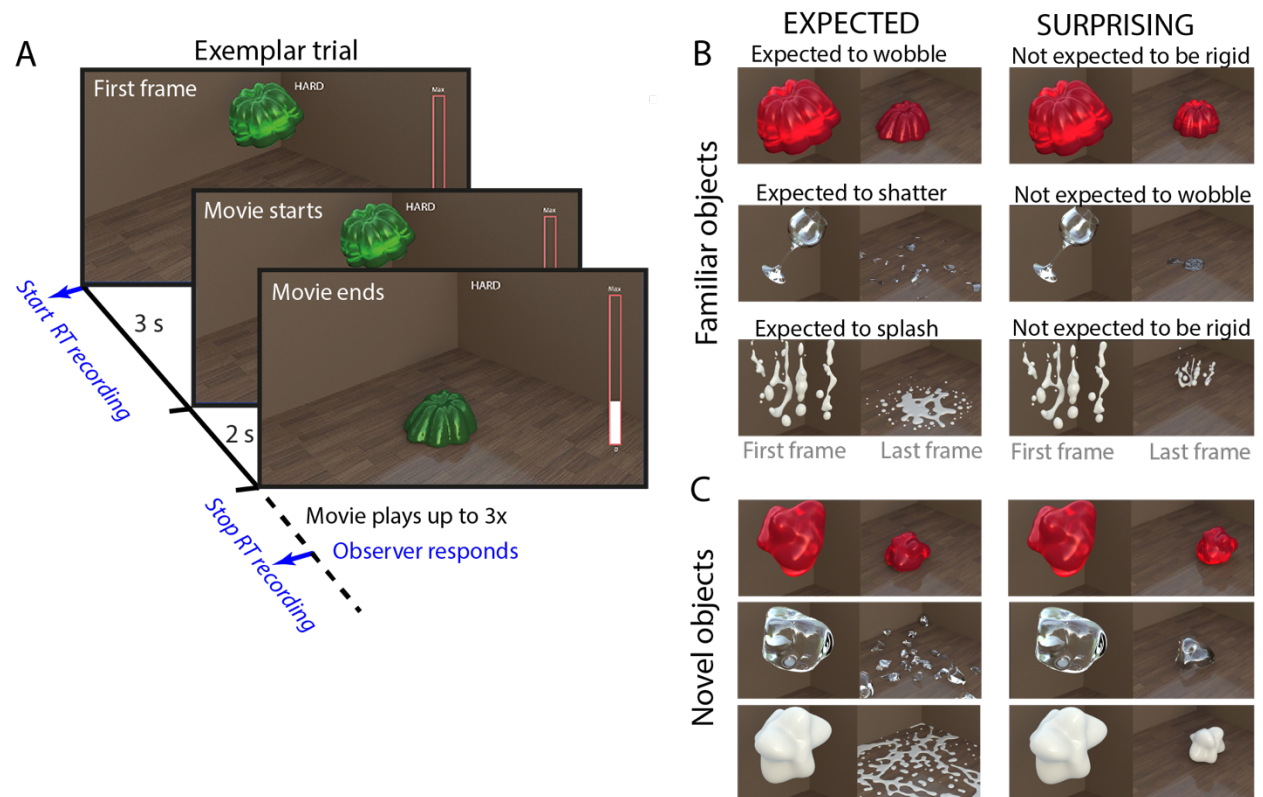 A
Exemplar trial
First frame
HARD
Max
Movie starts
HARD
Max
Movie ends
HARD
Max
0
Start RT recording
3 s
2 s
Stop RT recording
Movie plays up to 3x
Observer responds
EXPECTED
SURPRISING
B
Expected to wobble
Not expected to be rigid
Familiar objects
Expected to shatter
Not expected to wobble
Expected to splash
Not expected to be rigid
First frame
Last frame
First frame
Last frame
C
Novel objects